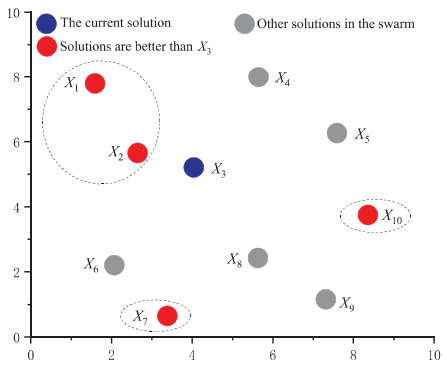 10
The current solution
Other solutions in the swarm
Solutions are better than X3
8
X1
X4
6
X2
X5
X3
4
X10
X6
X8
2
X7
X9
0
0 2 4 6 8 10